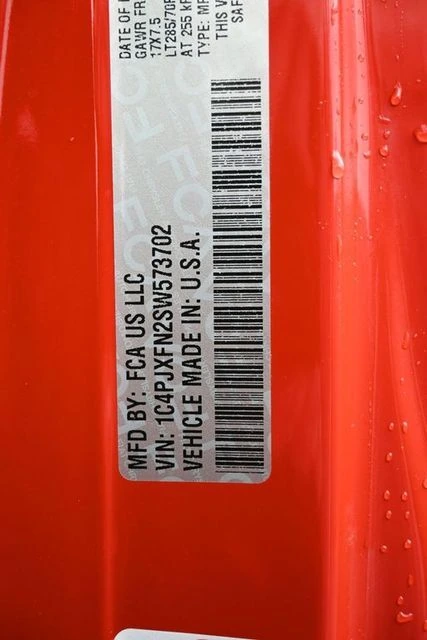 MFD BY: FCA US LLC
VIN: 1C4PJXFN2SW573702
VEHICLE MADE IN: U.S.A.
DATE OF
GAWR FR
17X7.5
LT285/70R
AT 255 KP
TYPE: MP
THIS V
SAF